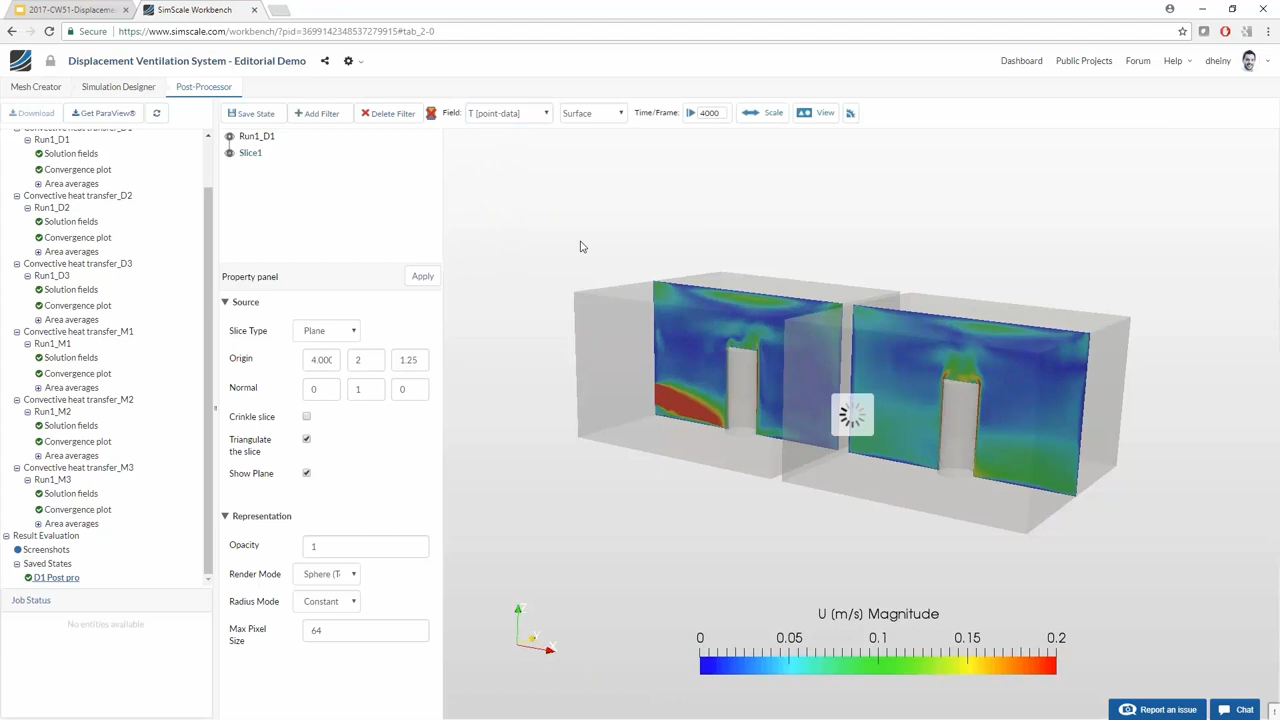 2017-CW51-Displaceme
SimScale Workbench
Secure
https://www.simscale.com/workbench/?pid=3699142348537279915#tab_2-0
Displacement Ventilation System - Editorial Demo
Dashboard
Public Projects
Forum
Help
dheiny
Mesh Creator
Simulation Designer
Post-Processor
Download
Get ParaView®
Save State
Add Filter
Delete Filter
Field:
T [point-data]
Surface
Time/Frame:
4000
Scale
View
Convective heat transfer_D1
Run1_D1
Solution fields
Convergence plot
Area averages
Convective heat transfer_D2
Run1_D2
Solution fields
Convergence plot
Area averages
Convective heat transfer_D3
Run1_D3
Solution fields
Convergence plot
Area averages
Convective heat transfer_M1
Run1_M1
Solution fields
Convergence plot
Area averages
Convective heat transfer_M2
Run1_M2
Solution fields
Convergence plot
Area averages
Convective heat transfer_M3
Run1_M3
Solution fields
Convergence plot
Area averages
Result Evaluation
Screenshots
Saved States
D1 Post pro
Job Status
No entities available
Run1_D1
Slice1
Property panel
Apply
Source
Slice Type
Plane
Origin
4.000
2
1.25
Normal
0
1
0
Crinkle slice
Triangulate
the slice
Show Plane
Representation
Opacity
1
Render Mode
Sphere (T
Radius Mode
Constant
Max Pixel
Size
64
Z
Y
X
U (m/s) Magnitude
0 0.05 0.1 0.15 0.2
Report an issue
Chat